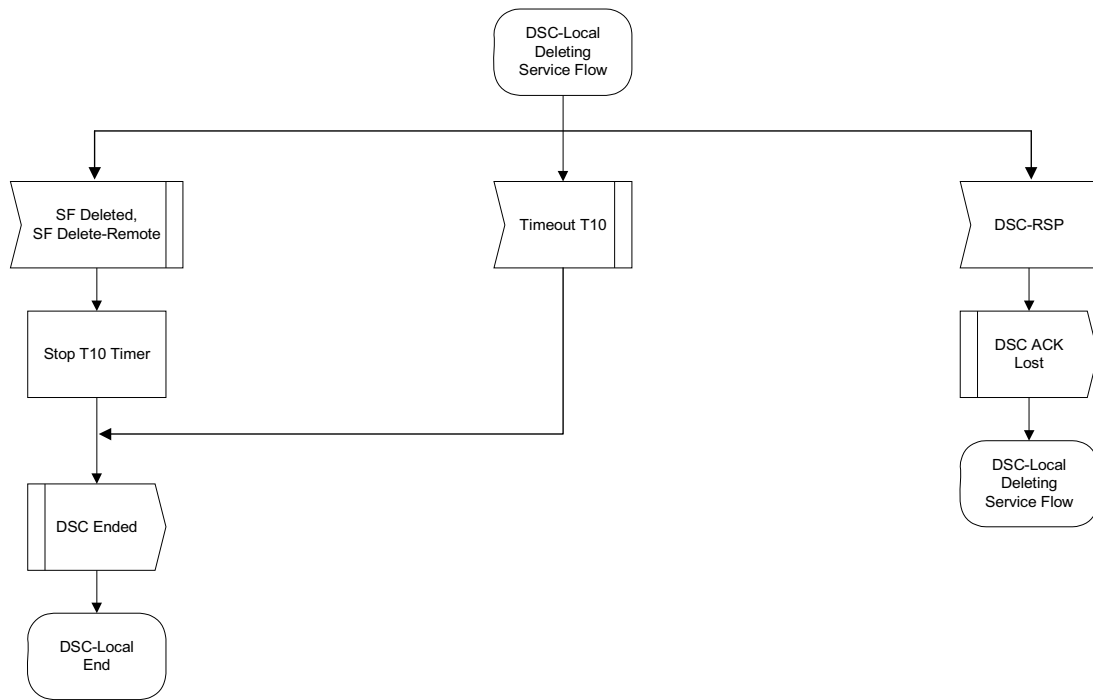 DSC-Local
Deleting
Service Flow
SF Deleted,
SF Delete-Remote
Timeout T10
DSC-RSP
Stop T10 Timer
DSC ACK
Lost
DSC-Local
Deleting
Service Flow
DSC Ended
DSC-Local
End